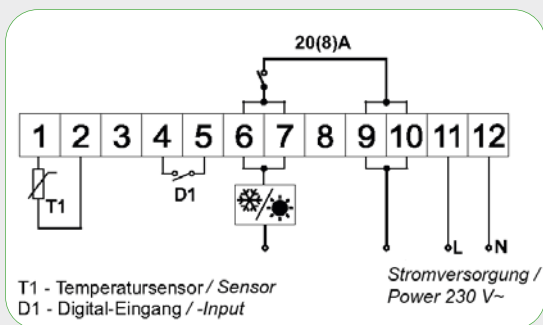 20(8)A
1 2 3 4 5 6 7 8 9 10 11 12
T1
D1
L N
T1 - Temperatursensor / Sensor
D1 - Digital-Eingang / -Input
Stromversorgung /
Power 230 V~